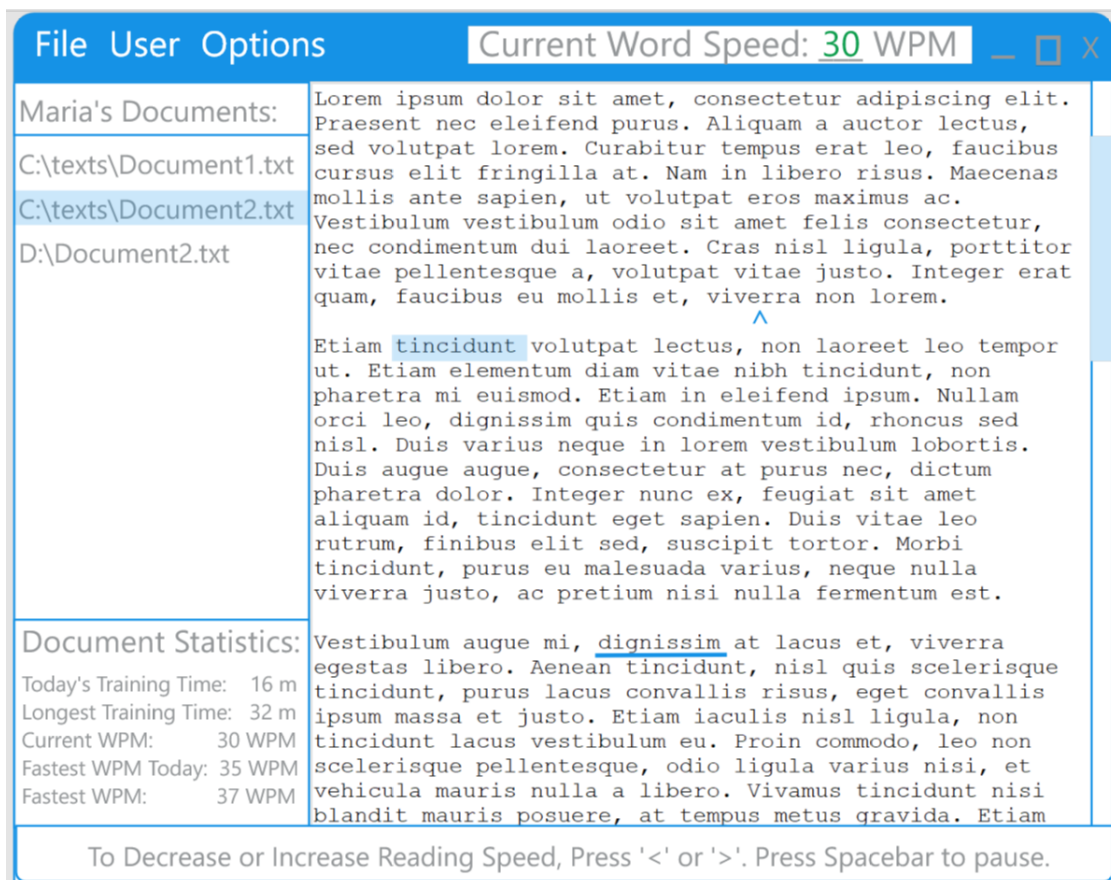 File User Options
Current Word Speed: 30 WPM
X
Maria's Documents:
C:\texts\Document1.txt
C:\texts\Document2.txt
D:\Document2.txt
Document Statistics:
Today's Training Time: 16 m
Longest Training Time: 32 m
Current WPM: 30 WPM
Fastest WPM Today: 35 WPM
Fastest WPM: 37 WPM
Lorem ipsum dolor sit amet, consectetur adipiscing elit.
Praesent nec eleifend purus. Aliquam a auctor lectus,
sed volutpat lorem. Curabitur tempus erat leo, faucibus
cursus elit fringilla at. Nam in libero risus. Maecenas
mollis ante sapien, ut volutpat eros maximus ac.
Vestibulum vestibulum odio sit amet felis consectetur,
nec condimentum dui laoreet. Cras nisl ligula, porttitor
vitae pellentesque a, volutpat vitae justo. Integer erat
quam, faucibus eu mollis et, viverra non lorem.
^
Etiam tincidunt volutpat lectus, non laoreet leo tempor
ut. Etiam elementum diam vitae nibh tincidunt, non
pharetra mi euismod. Etiam in eleifend ipsum. Nullam
orci leo, dignissim quis condimentum id, rhoncus sed
nisl. Duis varius neque in lorem vestibulum lobortis.
Duis augue augue, consectetur at purus nec, dictum
pharetra dolor. Integer nunc ex, feugiat sit amet
aliquam id, tincidunt eget sapien. Duis vitae leo
rutrum, finibus elit sed, suscipit tortor. Morbi
tincidunt, purus eu malesuada varius, neque nulla
viverra justo, ac pretium nisi nulla fermentum est.
Vestibulum augue mi, dignissim at lacus et, viverra
egestas libero. Aenean tincidunt, nisl quis scelerisque
tincidunt, purus lacus convallis risus, eget convallis
ipsum massa et justo. Etiam iaculis nisl ligula, non
tincidunt lacus vestibulum eu. Proin commodo, leo non
scelerisque pellentesque, odio ligula varius nisi, et
vehicula mauris nulla a libero. Vivamus tincidunt nisi
blandit mauris posuere, at tempus metus gravida. Etiam
To Decrease or Increase Reading Speed, Press '<' or '>'. Press Spacebar to pause.